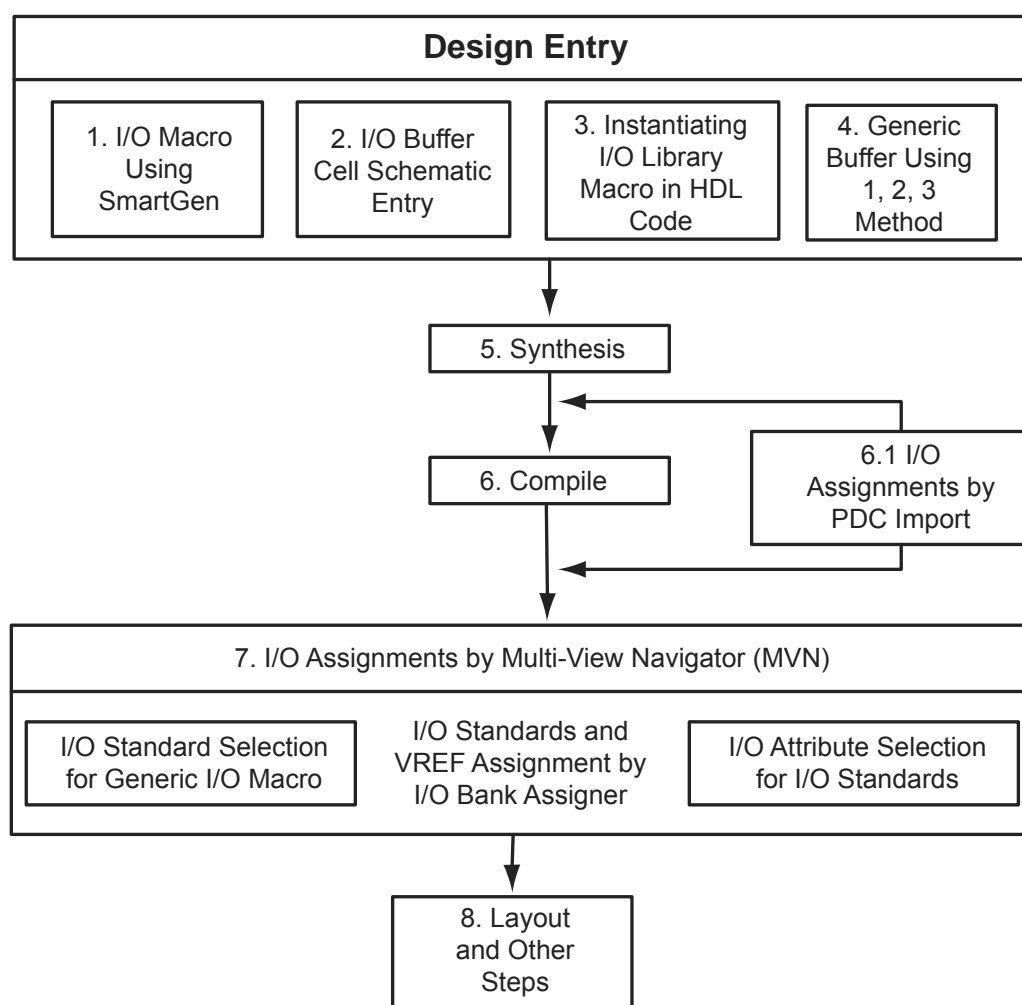 Design Entry
1. I/O Macro
Using
SmartGen
2. I/O Buffer
Cell Schematic
Entry
3. Instantiating
I/O Library
Macro in HDL
Code
4. Generic
Buffer Using
1, 2, 3
Method
5. Synthesis
6. Compile
6.1 I/O
Assignments by
PDC Import
7. I/O Assignments by Multi-View Navigator (MVN)
I/O Standard Selection
for Generic I/O Macro
I/O Standards and
VREF Assignment by
I/O Bank Assigner
I/O Attribute Selection
for I/O Standards
8. Layout
and Other
Steps